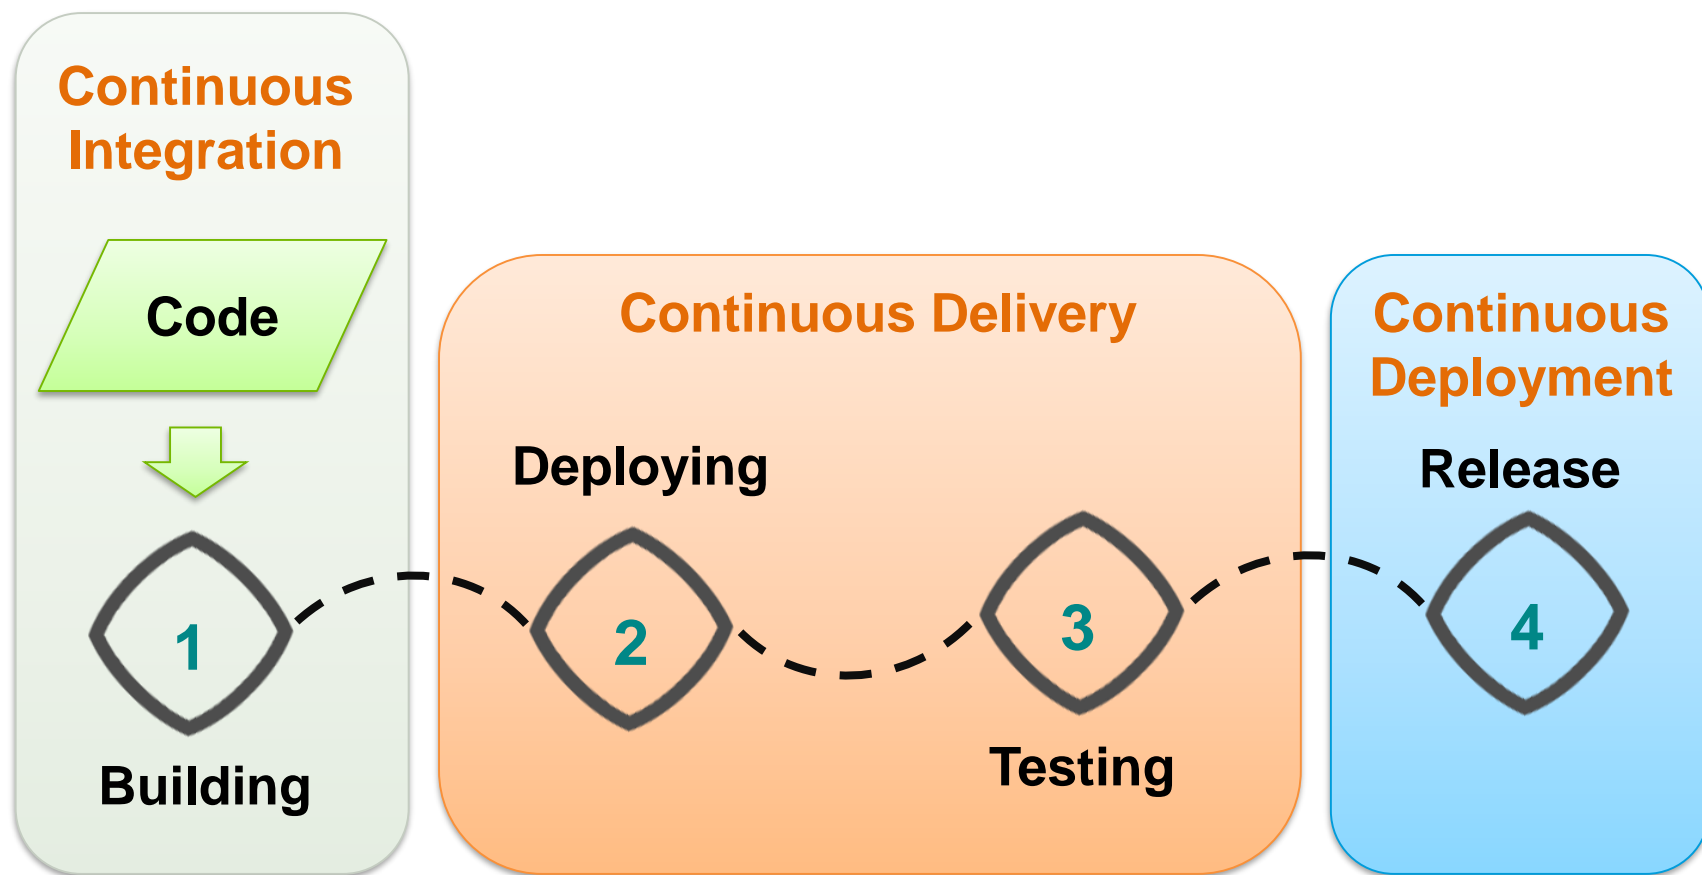 Continuous
Integration
Code
1
Building
Continuous Delivery
Deploying
2
3
Testing
Continuous
Deployment
Release
4